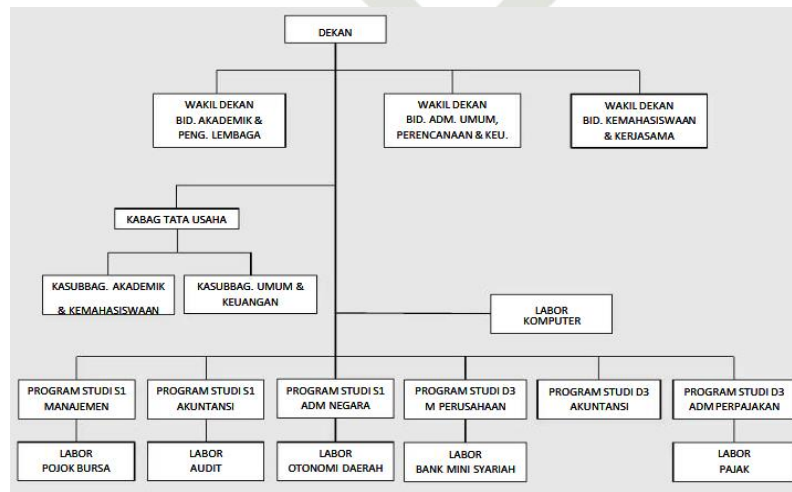 DEKAN
WAKIL DEKAN
BID. AKADEMIK &
PENG. LEMBAGA
WAKIL DEKAN
BID. ADM. UMUM,
PERENCANAAN & KEU.
WAKIL DEKAN
BID. KEMAHASISWAAN
& KERJASAMA
KABAG TATA USAHA
KASUBBAG. AKADEMIK
& KEMAHASISWAAN
KASUBBAG. UMUM &
KEUANGAN
LABOR
KOMPUTER
PROGRAM STUDI S1
MANAJEMEN
PROGRAM STUDI S1
AKUNTANSI
PROGRAM STUDI S1
ADM NEGARA
PROGRAM STUDI D3
M PERUSAHAAN
PROGRAM STUDI D3
AKUNTANSI
PROGRAM STUDI D3
ADM PERPAJAKAN
LABOR
POJOK BURSA
LABOR
AUDIT
LABOR
OTONOMI DAERAH
LABOR
BANK MINI SYARIAH
LABOR
PAJAK